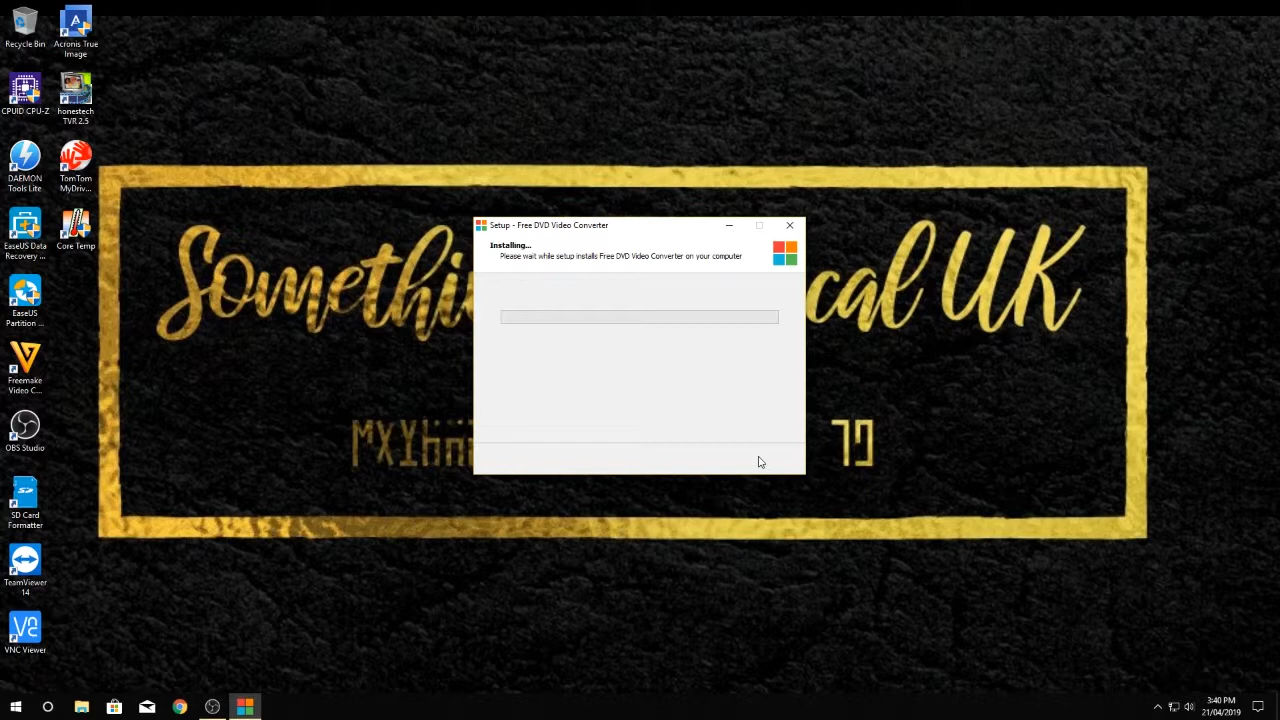 Recycle Bin
Acronis True
Image
CPUID CPU-Z
honestech
TVR 2.5
DAEMON
Tools Lite
TomTom
MyDriv...
EaseUS Data
Recovery ...
Core Temp
EaseUS
Partition ...
Freemake
Video C...
OBS Studio
SD Card
Formatter
TeamViewer
14
VNC Viewer
Setup - Free DVD Video Converter
Installing...
Please wait while setup installs Free DVD Video Converter on your computer
Somethi
cal UK
3:40 PM
21/04/2019